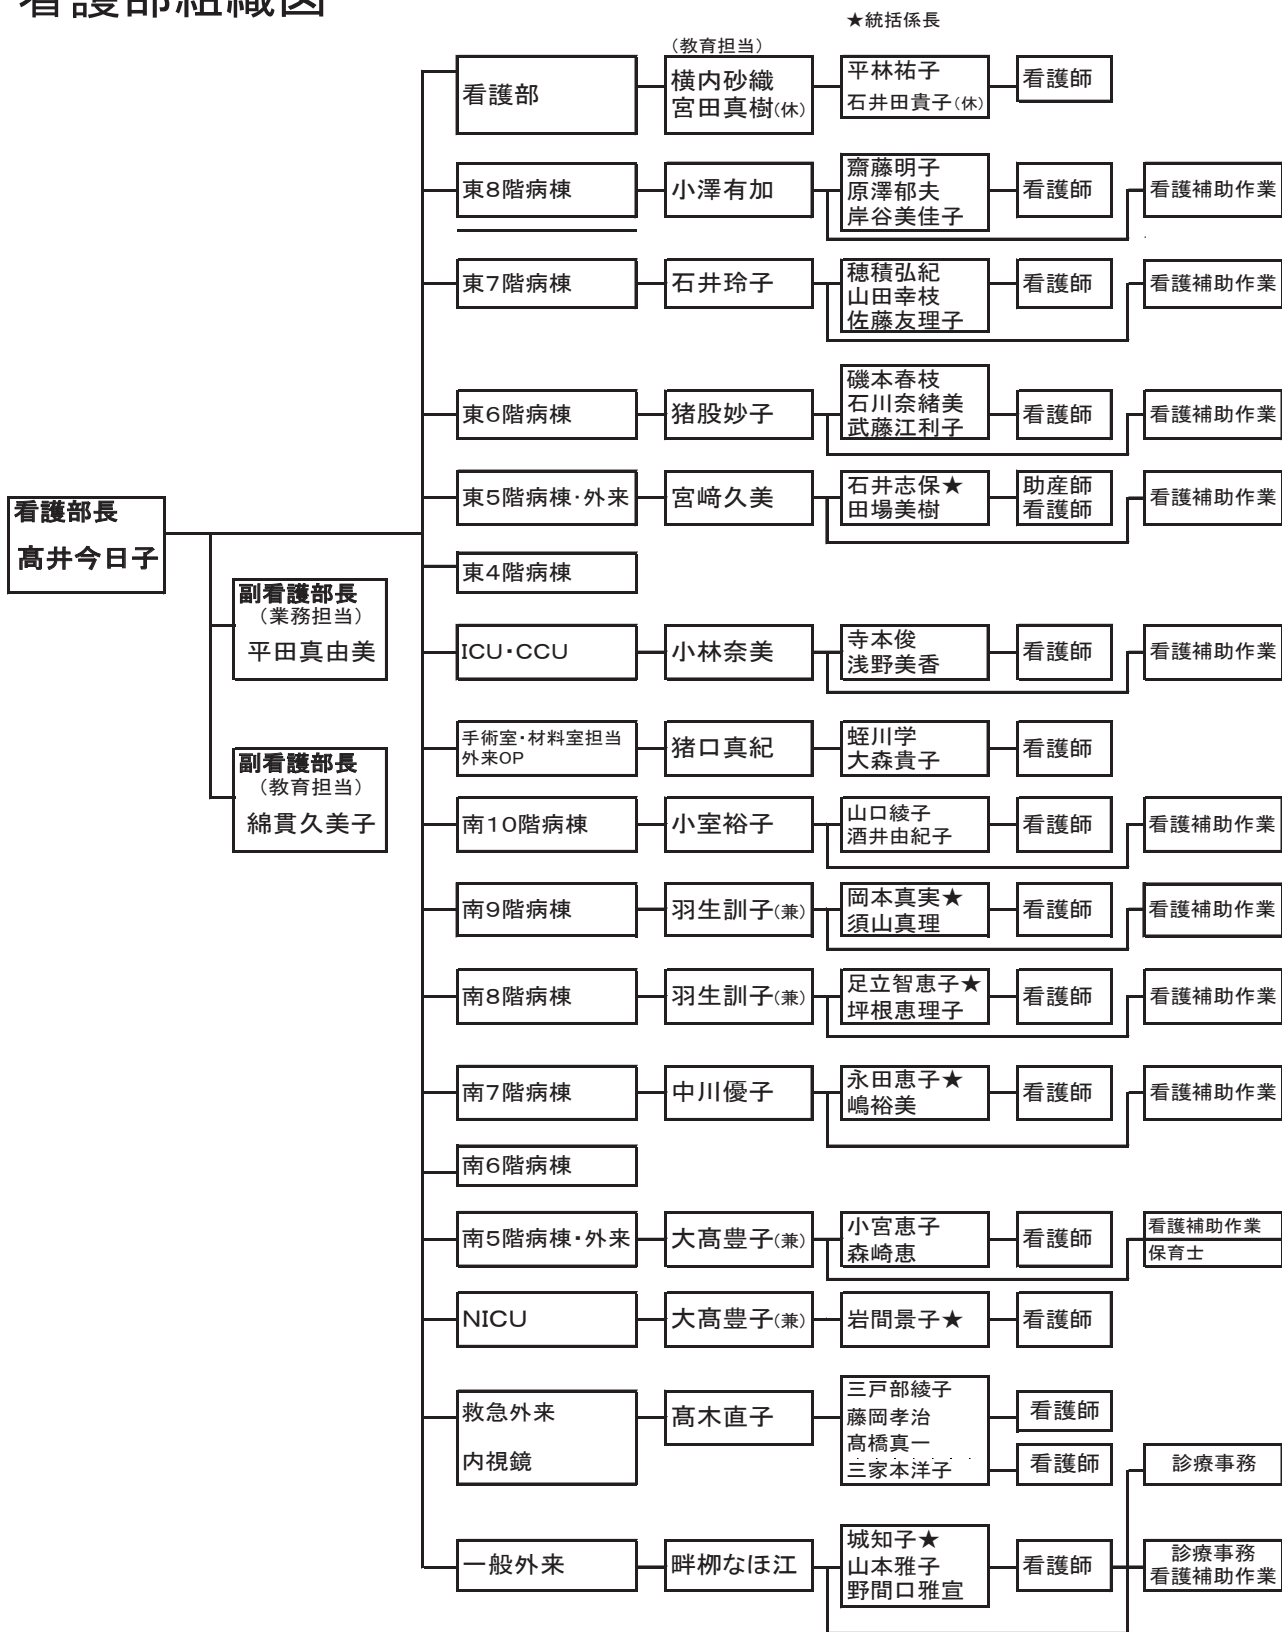 看護部組織図
★統括係長
(教育担当)
看護部
横内砂織
宮田真樹(休)
平林祐子
石井田貴子(休)
看護師
東8階病棟
小澤有加
齋藤明子
原澤郁夫
岸谷美佳子
看護師
看護補助作業
東7階病棟
石井玲子
穂積弘紀
山田幸枝
佐藤友理子
看護師
看護補助作業
東6階病棟
猪股妙子
磯本春枝
石川奈緒美
武藤江利子
看護師
看護補助作業
東5階病棟・外来
宮﨑久美
石井志保★
田場美樹
助産師
看護師
看護補助作業
看護部長
髙井今日子
東4階病棟
副看護部長
(業務担当)
平田真由美
ICU・CCU
小林奈美
寺本俊
浅野美香
看護師
看護補助作業
手術室・材料室担当
外来OP
猪口真紀
蛭川学
大森貴子
看護師
副看護部長
(教育担当)
綿貫久美子
南10階病棟
小室裕子
山口綾子
酒井由紀子
看護師
看護補助作業
南9階病棟
羽生訓子(兼)
岡本真実★
須山真理
看護師
看護補助作業
南8階病棟
羽生訓子(兼)
足立智恵子★
坪根恵理子
看護師
看護補助作業
南7階病棟
中川優子
永田恵子★
嶋裕美
看護師
看護補助作業
南6階病棟
南5階病棟・外来
大髙豊子(兼)
小宮恵子
森崎恵
看護師
看護補助作業
保育士
NICU
大髙豊子(兼)
岩間景子★
看護師
救急外来
内視鏡
髙木直子
三戸部綾子
藤岡孝治
髙橋真一
三家本洋子
看護師
看護師
診療事務
一般外来
畔栁なほ江
城知子★
山本雅子
野間口雅宣
看護師
診療事務
看護補助作業